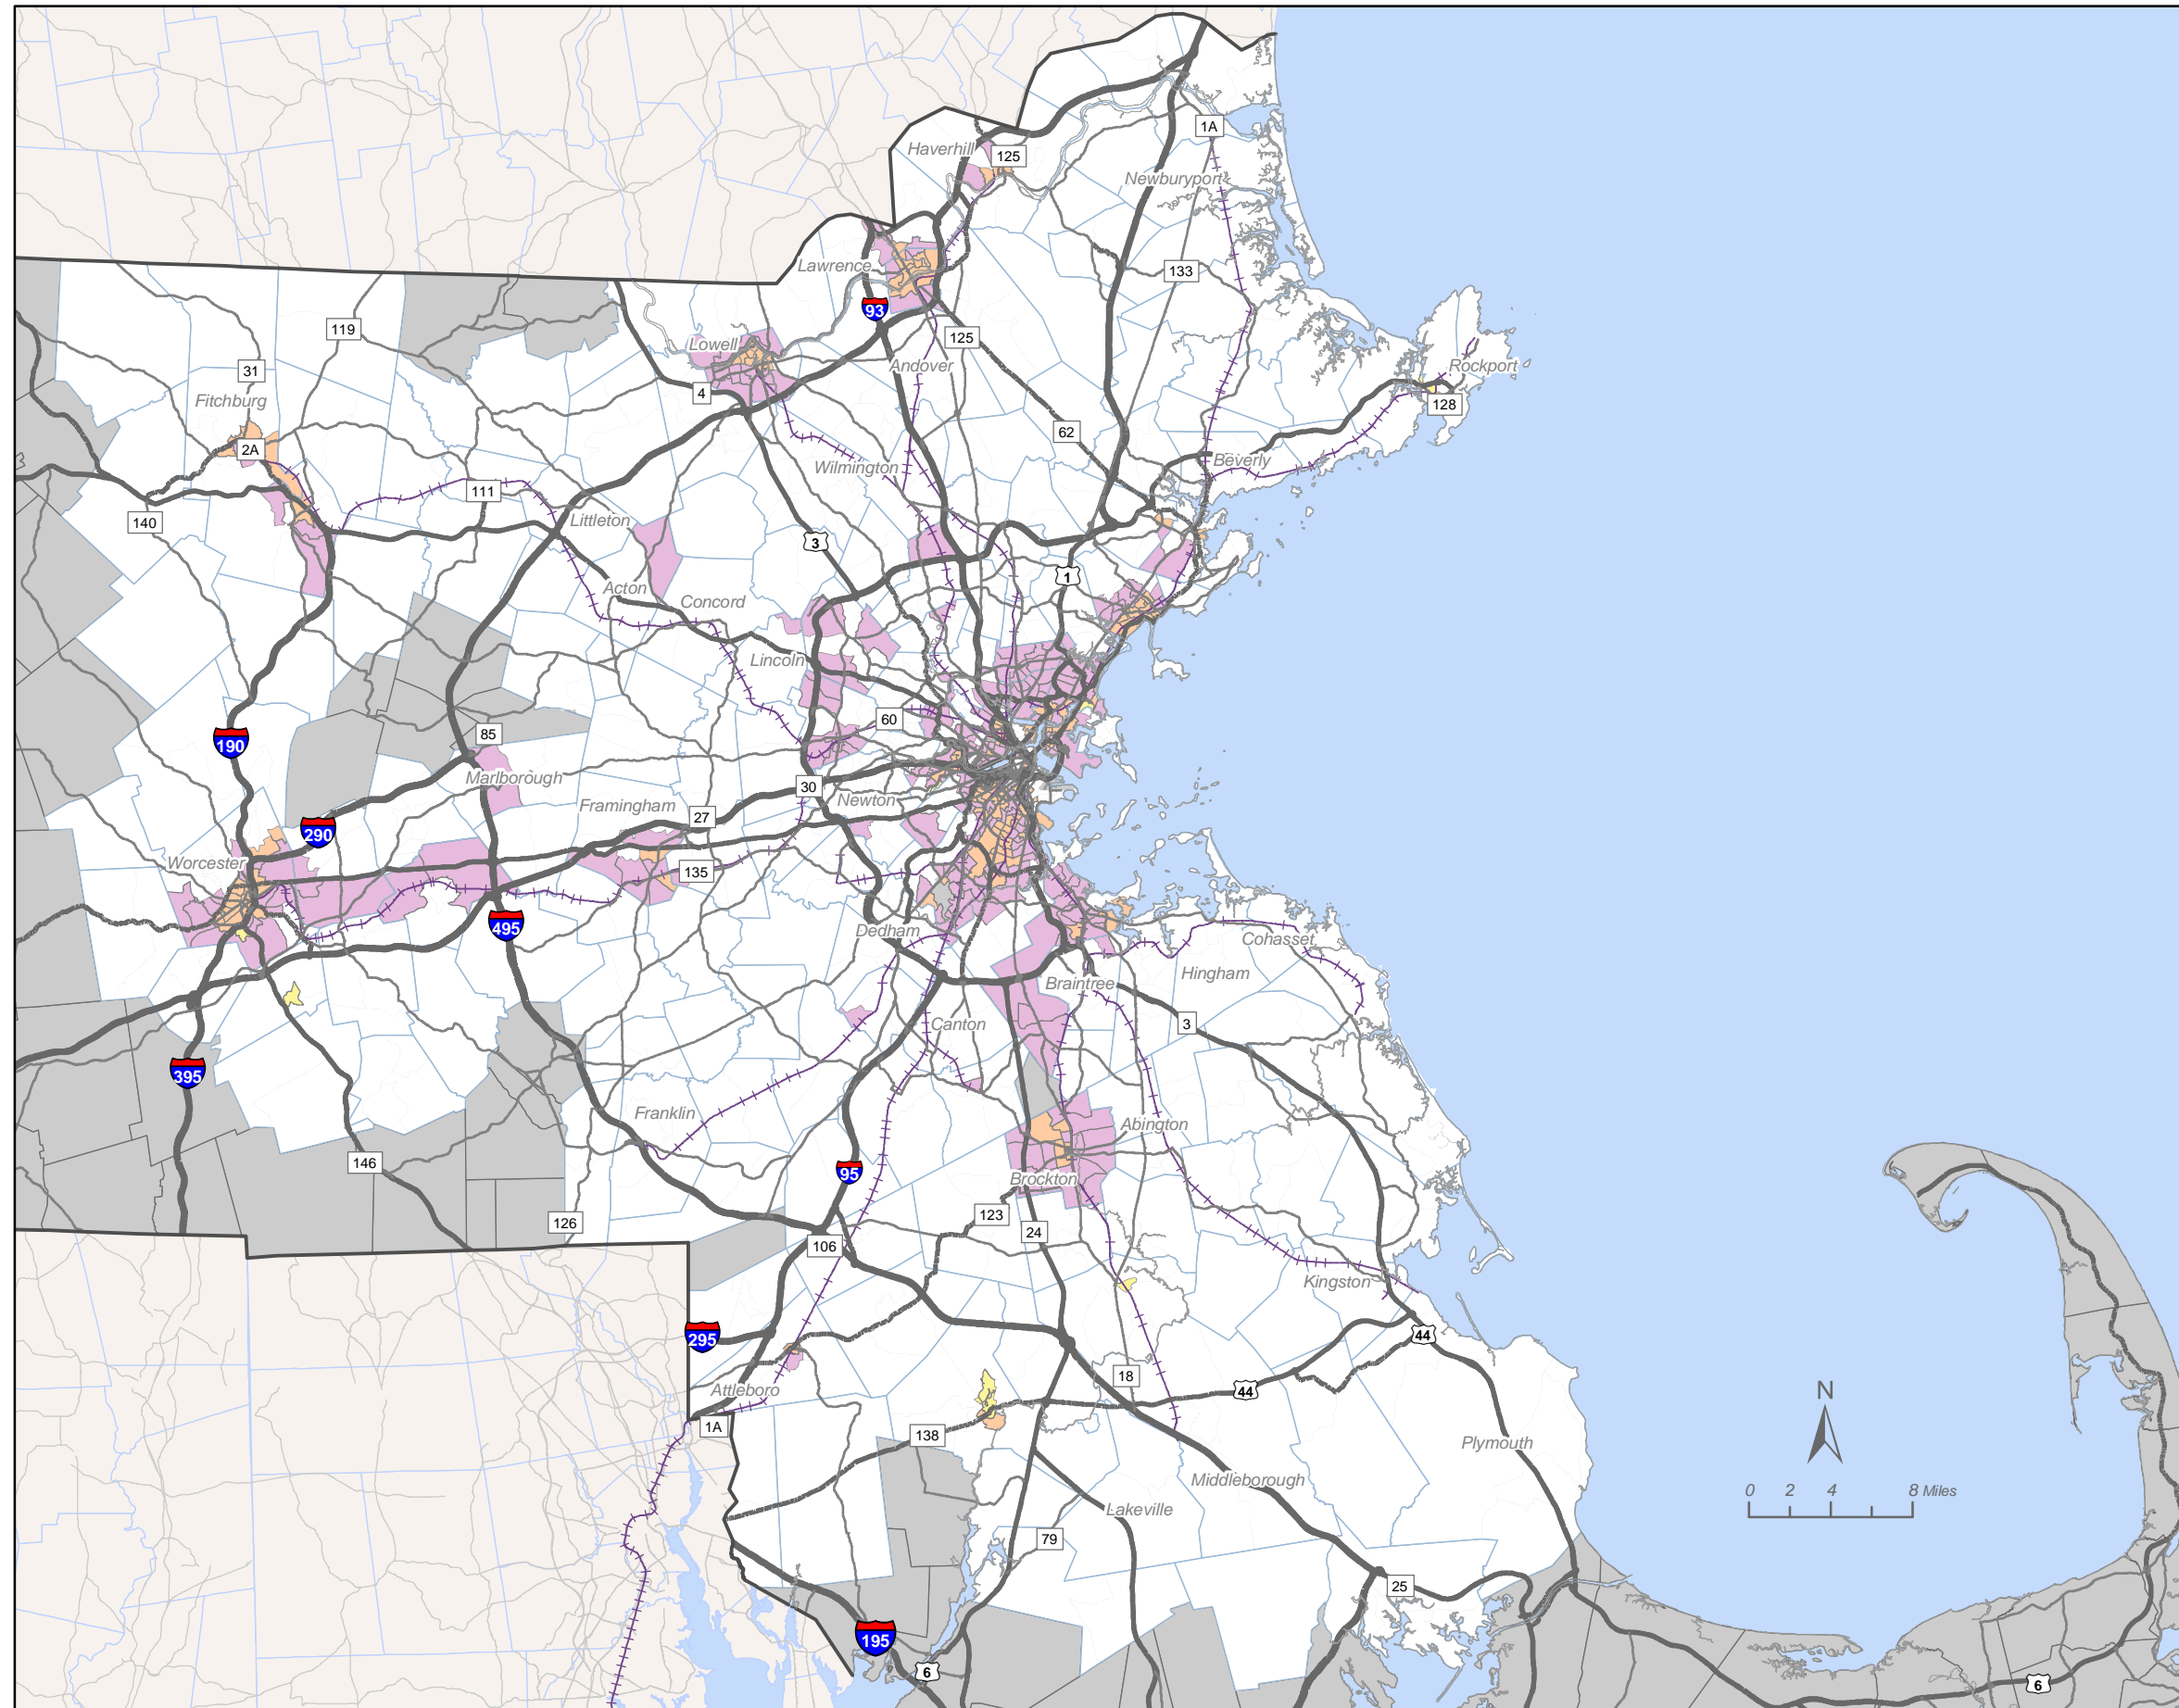 1A
Haverhill
125
Newburyport
Lawrence
133
93
119
125
Lowell
Andover
Rockport
31
4
Fitchburg
128
62
2A
Beverly
Wilmington
111
140
Littleton
3
1
Acton
Concord
Lincoln
60
85
190
Marlborough
30
Newton
Framingham
27
290
Worcester
135
495
Dedham
Cohasset
Hingham
Braintree
Canton
3
395
Franklin
Abington
146
95
Brockton
123
126
24
106
Kingston
295
44
18
Attleboro
44
N
1A
138
Plymouth
Middleborough
0 2 4 8 Miles
Lakeville
79
25
195
6
6